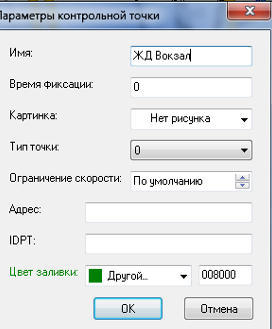 Параметры контрольной точки
Имя: ЖД Вокзал
Время фиксации: 0
Картинка: Нет рисунка
Тип точки: 0
Ограничение скорости: По умолчанию
Адрес:
IDPT:
Цвет заливки: Другой... 008000
OK Отмена